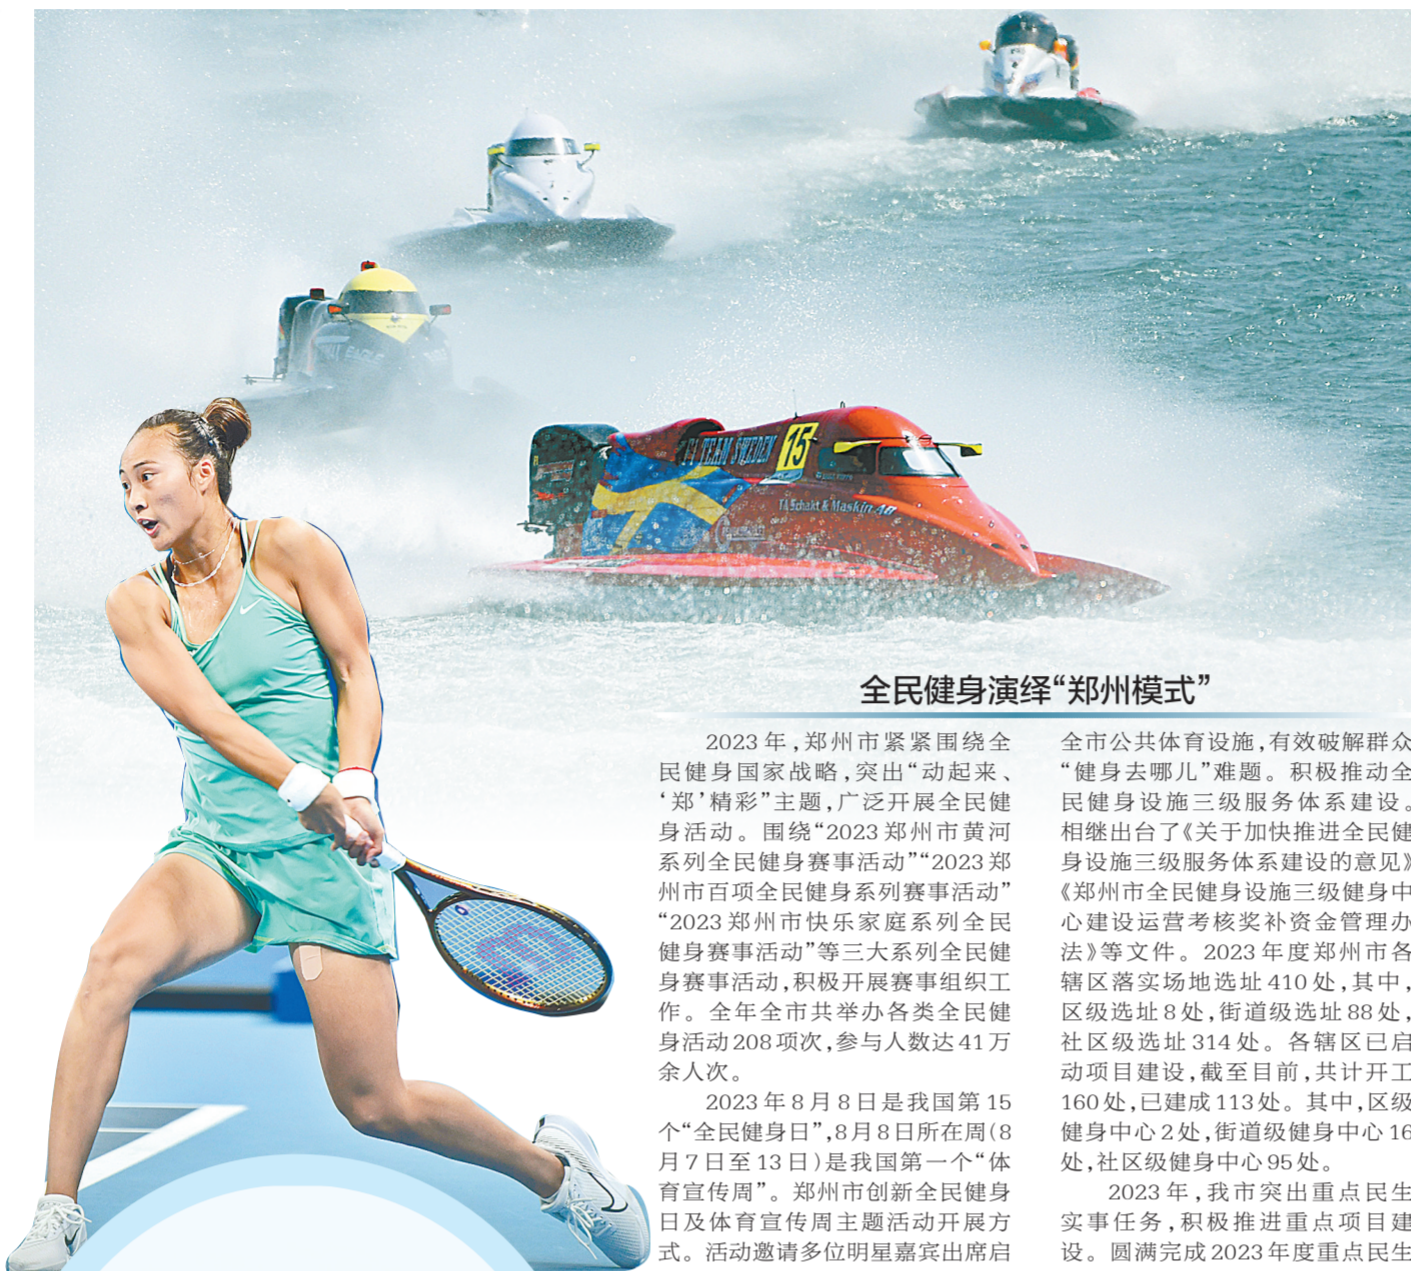 F4 TEAM SWEDEN
15
TA Schakt & Maskin AB
EAGLE
全民健身演绎“郑州模式”
2023年,郑州市紧紧围绕全
民健身国家战略,突出“动起来、
‘郑’精彩”主题,广泛开展全民健
身活动。围绕“2023郑州市黄河
系列全民健身赛事活动”“2023郑
州市百项全民健身系列赛事活动”
“2023郑州市快乐家庭系列全民
健身赛事活动”等三大系列全民健
身赛事活动,积极开展赛事组织工
作。全年全市共举办各类全民健
身活动208项次,参与人数达41万
余人次。
2023年8月8日是我国第15
个“全民健身日”,8月8日所在周(8
月7日至13日)是我国第一个“体
育宣传周”。郑州市创新全民健身
日及体育宣传周主题活动开展方
式。活动邀请多位明星嘉宾出席启
全市公共体育设施,有效破解群众
“健身去哪儿”难题。积极推动全
民健身设施三级服务体系建设。
相继出台了《关于加快推进全民健
身设施三级服务体系建设的意见》
《郑州市全民健身设施三级健身中
心建设运营考核奖补资金管理办
法》等文件。2023年度郑州市各
辖区落实场地选址410处,其中,
区级选址8处,街道级选址88处,
社区级选址314处。各辖区已启
动项目建设,截至目前,共计开工
160处,已建成113处。其中,区级
健身中心2处,街道级健身中心16
处,社区级健身中心95处。
2023年,我市突出重点民生
实事任务,积极推进重点项目建
设。圆满完成2023年度重点民生